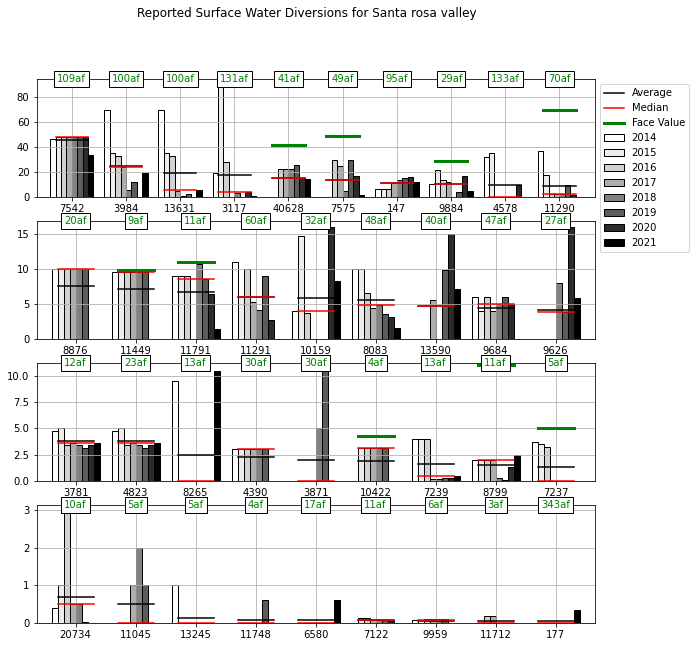 Reported Surface Water Diversions for Santa rosa valley
109af 100af 100af 131af 41af 49af 95af 29af 133af 70af
80
60
40
20
0
7542 3984 13631 3117 40628 7575 147 9884 4578 11290
Average
Median
Face Value
2014
2015
2016
2017
2018
2019
2020
2021
20af 9af 11af 60af 32af 48af 40af 47af 27af
15
10
5
0
8876 11449 11791 11291 10159 8083 13590 9684 9626
12af 23af 13af 30af 30af 4af 13af 11af 5af
10.0
7.5
5.0
2.5
0.0
3781 4823 8265 4390 3871 10422 7239 8799 7237
10af 5af 5af 4af 17af 11af 6af 3af 343af
3
2
1
0
20734 11045 13245 11748 6580 7122 9959 11712 177